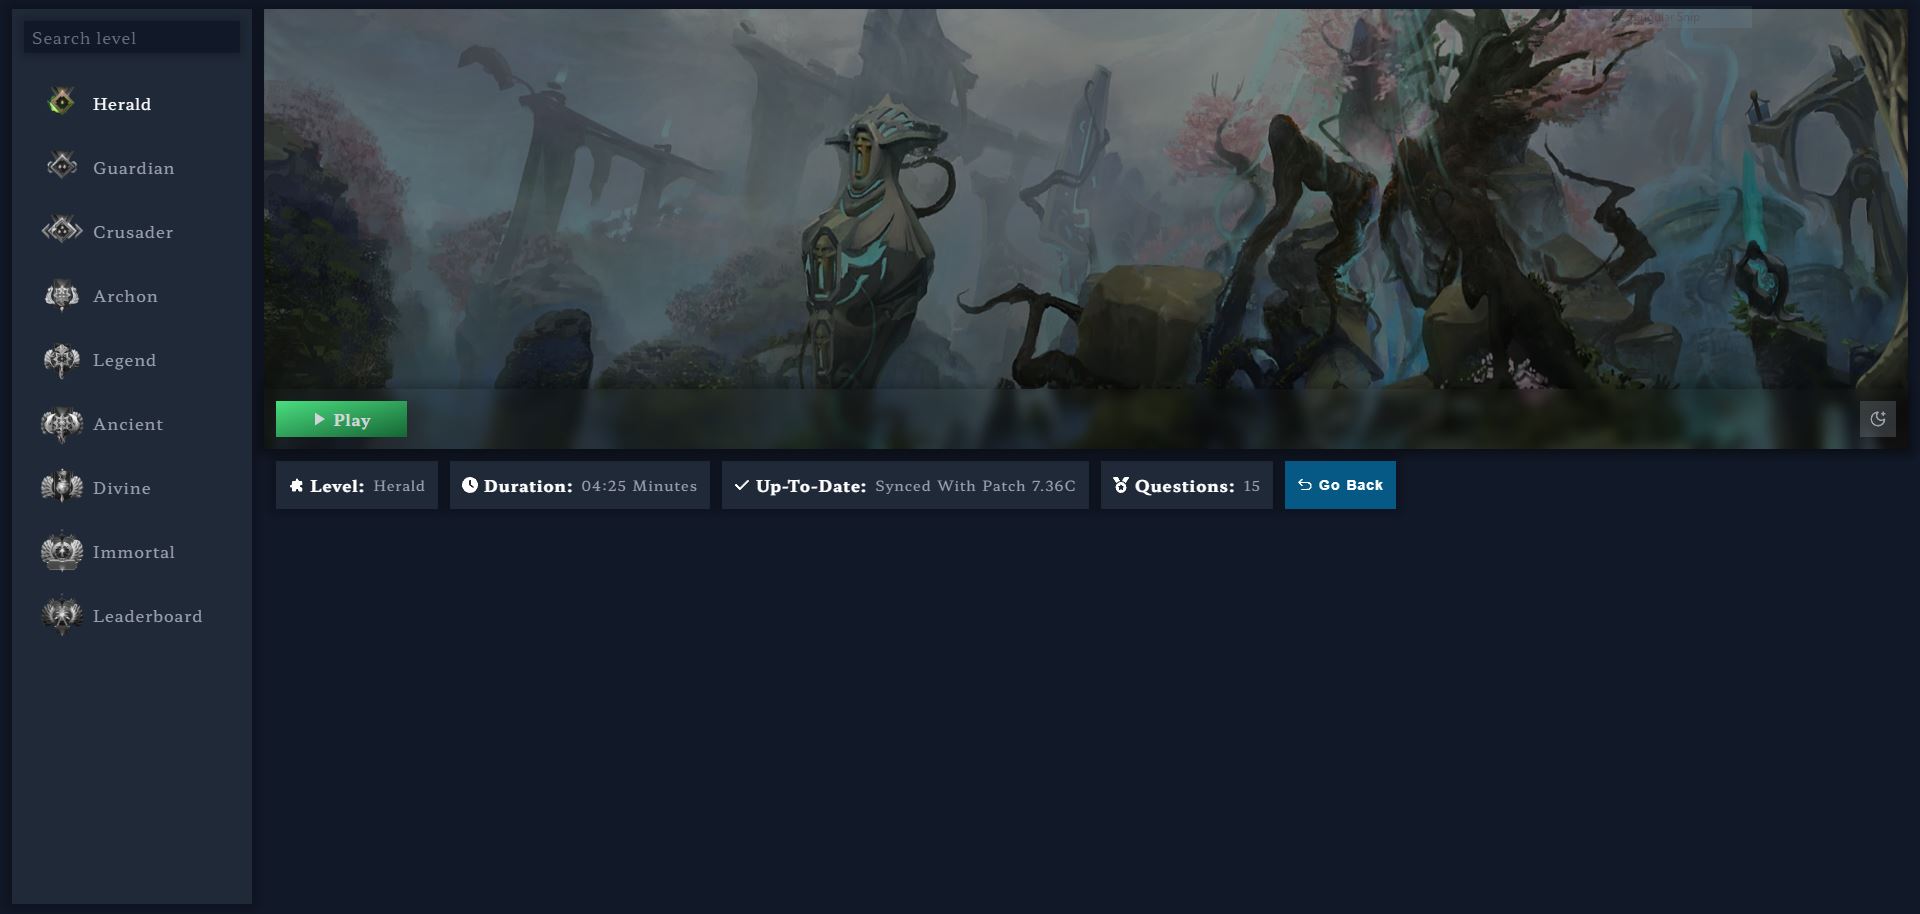 Search level
Herald
Guardian
Crusader
Archon
Legend
Ancient
Divine
Immortal
Leaderboard
Play
Level: Herald
Duration: 04:25 Minutes
Up-To-Date: Synced With Patch 7.36C
Questions: 15
Go Back